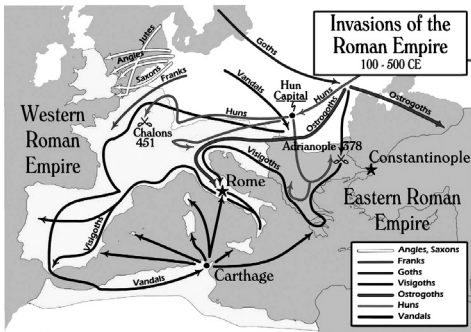 Invasions of the
Roman Empire
100 - 500 CE
Jutes
Angles
Saxons
Franks
Goths
Vandals
Hun
Capital
Huns
Huns
Ostrogoths
Ostrogoths
Western
Roman
Empire
Chalons
451
Adrianople 378
Constantinople
Visigoths
Rome
Eastern Roman
Empire
Visigoths
Vandals
Carthage
Angles, Saxons
Franks
Goths
Visigoths
Ostrogoths
Huns
Vandals